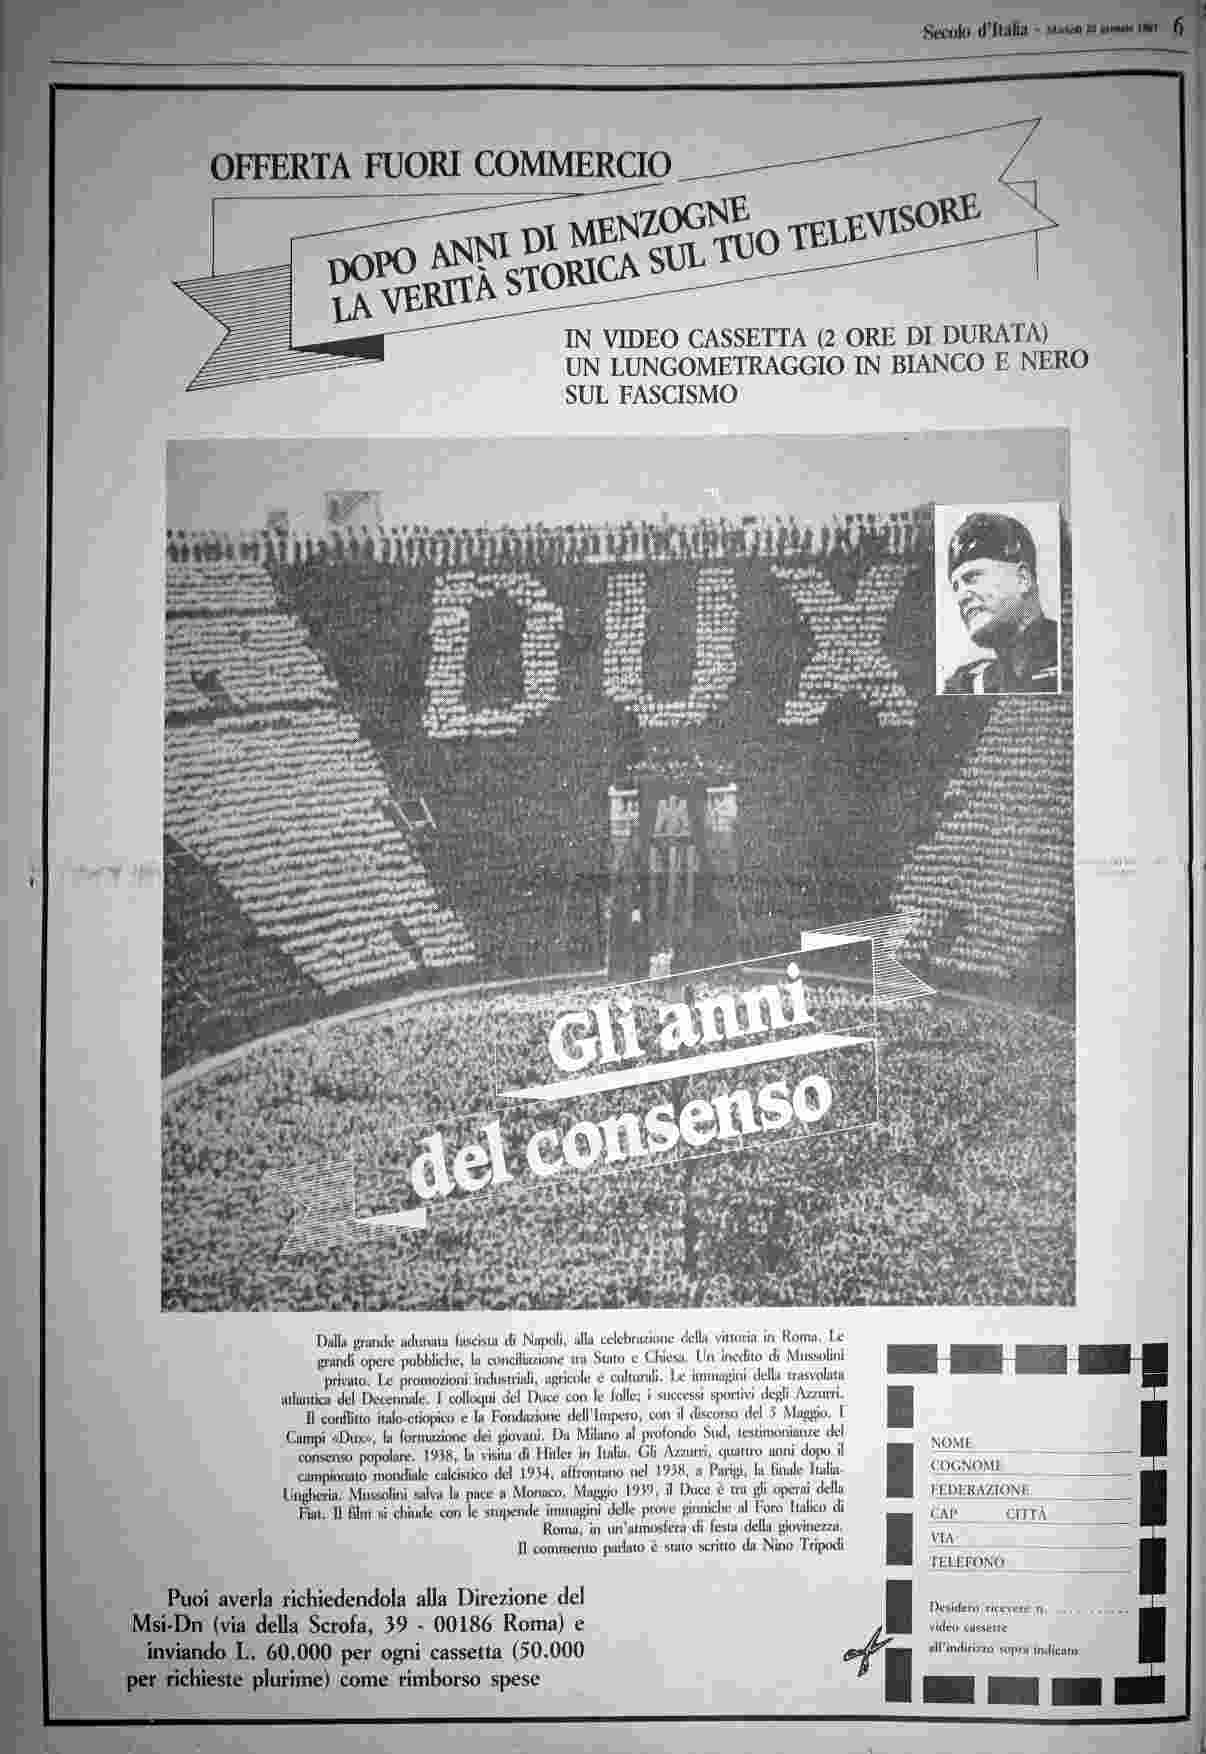 Secolo d'Italia - 6
OFFERTA FUORI COMMERCIO
DOPO ANNI DI MENZOGNE
LA VERITÀ STORICA SUL TUO TELEVISORE
IN VIDEO CASSETTA (2 ORE DI DURATA)
UN LUNGOMETRAGGIO IN BIANCO E NERO
SUL FASCISMO
DUX
Gli anni
del consenso
Dalla grande adunata fascista di Napoli, alla celebrazione della vittoria in Roma. Le
grandi opere pubbliche, la conciliazione tra Stato e Chiesa. Un inedito di Mussolini
privato. Le promozioni industriali, agricole e culturali. Le immagini della trasvolata
atlantica del Decennale. I colloqui del Duce con le folle; i successi sportivi degli Azzurri.
Il conflitto italo-etiopico e la Fondazione dell'Impero, con il discorso del 5 Maggio. I
Campi «Dux», la formazione dei giovani. Da Milano al profondo Sud, testimonianze del
consenso popolare. 1938, la visita di Hitler in Italia. Gli Azzurri, quattro anni dopo il
campionato mondiale calcistico del 1934, affrontano nel 1938, a Parigi, la finale Italia-
Ungheria. Mussolini salva la pace a Monaco. Maggio 1939, il Duce è tra gli operai della
Fiat. Il film si chiude con le stupende immagini delle prove ginniche al Foro Italico di
Roma, in un'atmosfera di festa della giovinezza.
Il commento parlato è stato scritto da Nino Tripodi
Puoi averla richiedendola alla Direzione del
Msi-Dn (via della Scrofa, 39 - 00186 Roma) e
inviando L. 60.000 per ogni cassetta (50.000
per richieste plurime) come rimborso spese
NOME
COGNOME
FEDERAZIONE
CAP CITTÀ
VIA
TELEFONO
Desidero ricevere n. ...........
video cassette
all'indirizzo sopra indicato